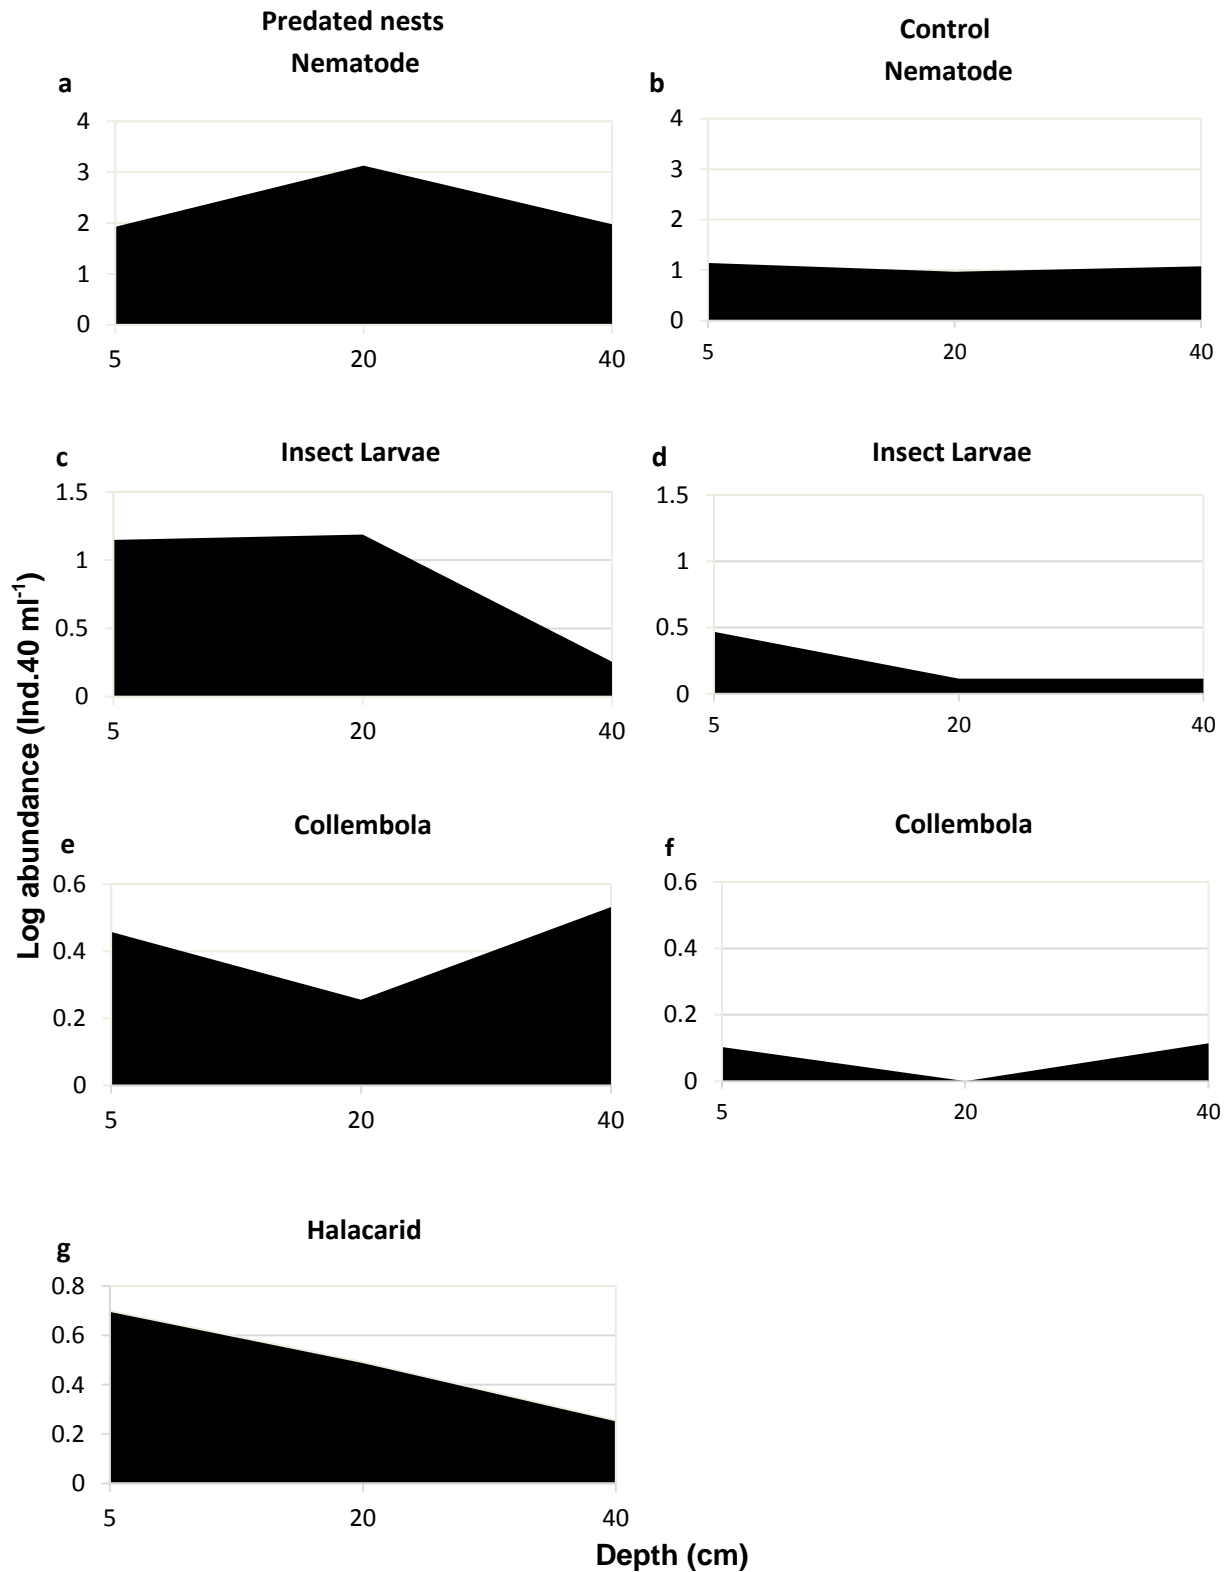 Predated nests
Nematode
a
4
3
2
1
0
5 20 40
Control
Nematode
b
4
3
2
1
0
5 20 40
Insect Larvae
c
1.5
1
0.5
0
5 20 40
Insect Larvae
d
1.5
1
0.5
0
5 20 40
Collembola
e
0.6
0.4
0.2
0
5 20 40
Collembola
f
0.6
0.4
0.2
0
5 20 40
Halacarid
g
0.8
0.6
0.4
0.2
0
5 20 40
Log abundance (Ind.40 ml⁻¹)
Depth (cm)